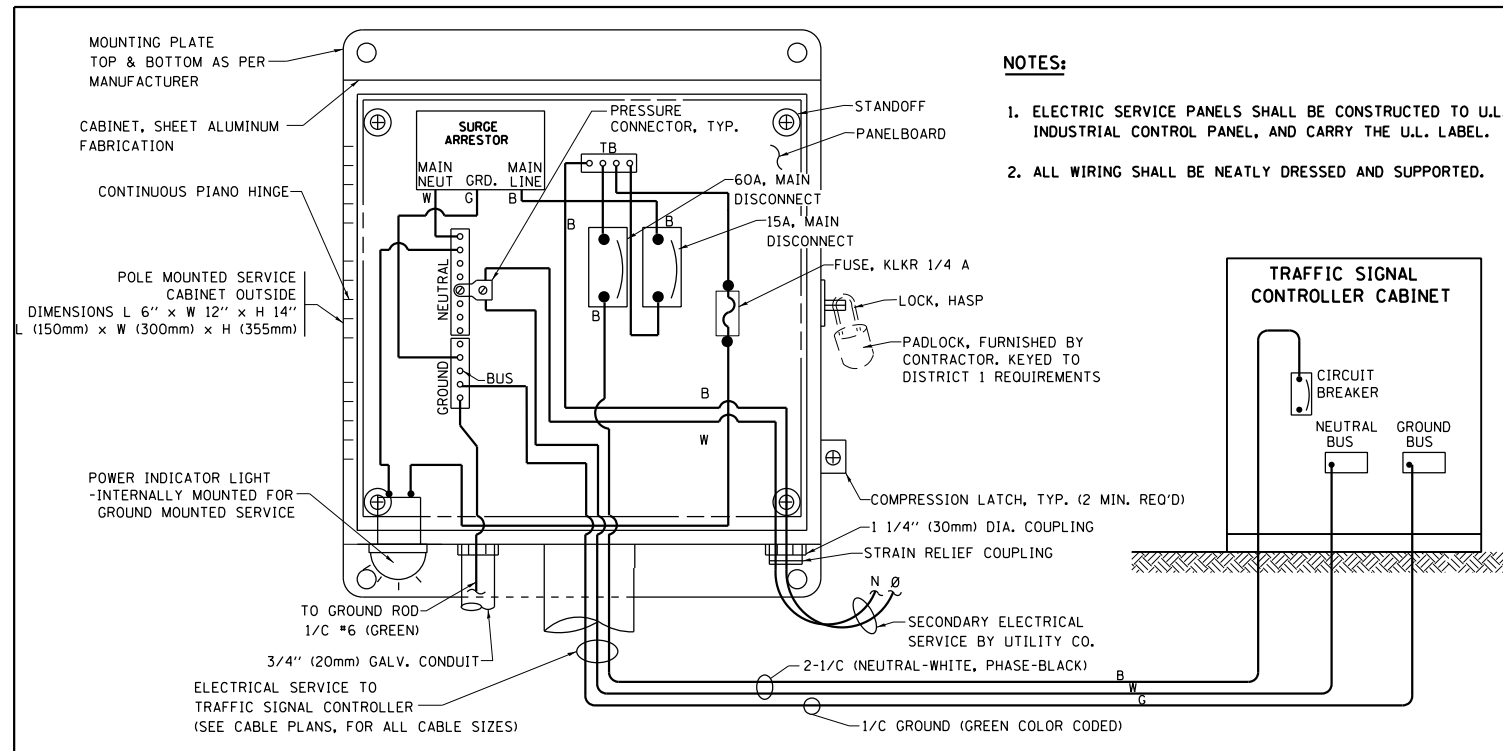 MOUNTING PLATE
TOP & BOTTOM AS PER
MANUFACTURER
CABINET, SHEET ALUMINUM
FABRICATION
CONTINUOUS PIANO HINGE
POLE MOUNTED SERVICE
CABINET OUTSIDE
DIMENSIONS L 6" x W 12" x H 14"
L (150mm) x W (300mm) x H (355mm)
POWER INDICATOR LIGHT
-INTERNALLY MOUNTED FOR
GROUND MOUNTED SERVICE
TO GROUND ROD
1/C #6 (GREEN)
3/4" (20mm) GALV. CONDUIT
ELECTRICAL SERVICE TO
TRAFFIC SIGNAL CONTROLLER
(SEE CABLE PLANS, FOR ALL CABLE SIZES)
SURGE
ARRESTOR
MAIN
NEUT
GRD.
MAIN
LINE
W
G
B
PRESSURE
CONNECTOR, TYP.
TB
NEUTRAL
GROUND
BUS
B
B
B
B
W
STANDOFF
PANELBOARD
60A, MAIN
DISCONNECT
15A, MAIN
DISCONNECT
FUSE, KLKR 1/4 A
LOCK, HASP
PADLOCK, FURNISHED BY
CONTRACTOR. KEYED TO
DISTRICT 1 REQUIREMENTS
COMPRESSION LATCH, TYP. (2 MIN. REQ'D)
1 1/4" (30mm) DIA. COUPLING
STRAIN RELIEF COUPLING
N Ø
SECONDARY ELECTRICAL
SERVICE BY UTILITY CO.
2-1/C (NEUTRAL-WHITE, PHASE-BLACK)
B
W
G
1/C GROUND (GREEN COLOR CODED)
NOTES:
1. ELECTRIC SERVICE PANELS SHALL BE CONSTRUCTED TO U.L
INDUSTRIAL CONTROL PANEL, AND CARRY THE U.L. LABEL.
2. ALL WIRING SHALL BE NEATLY DRESSED AND SUPPORTED.
TRAFFIC SIGNAL
CONTROLLER CABINET
CIRCUIT
BREAKER
NEUTRAL
BUS
GROUND
BUS